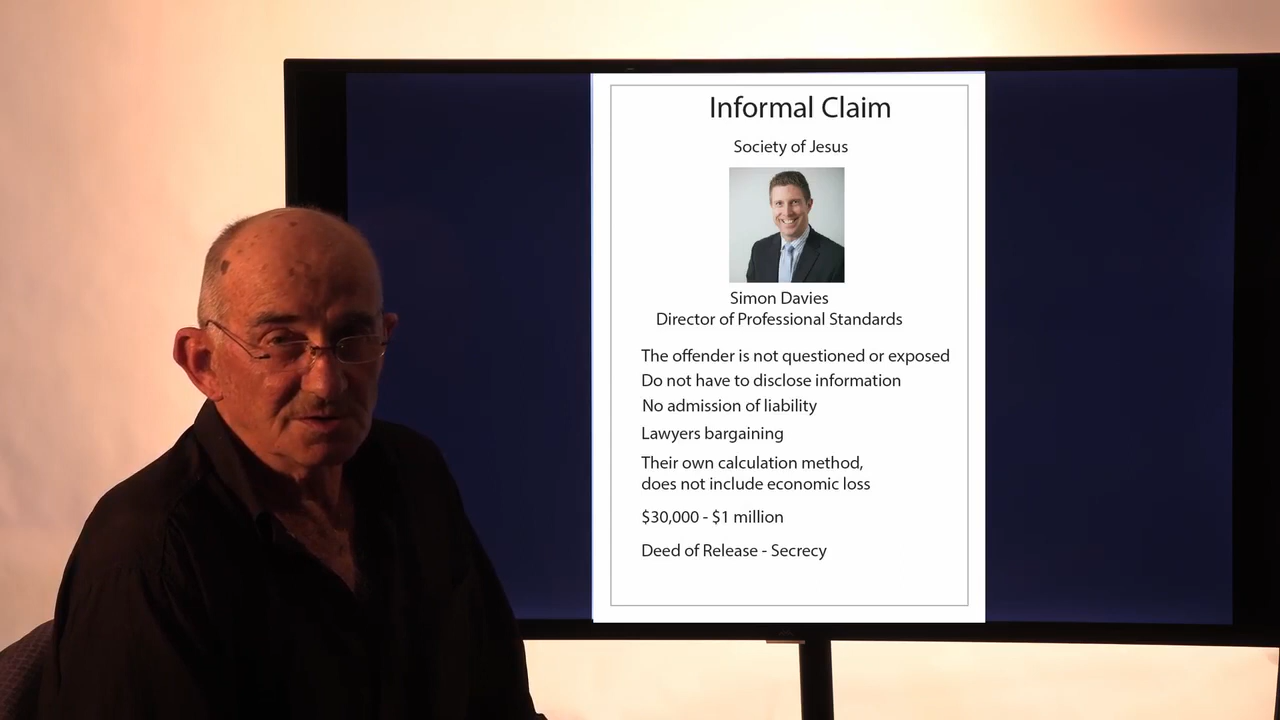 Informal Claim
Society of Jesus
Simon Davies
Director of Professional Standards
The offender is not questioned or exposed
Do not have to disclose information
No admission of liability
Lawyers bargaining
Their own calculation method,
does not include economic loss
$30,000 - $1 million
Deed of Release - Secrecy